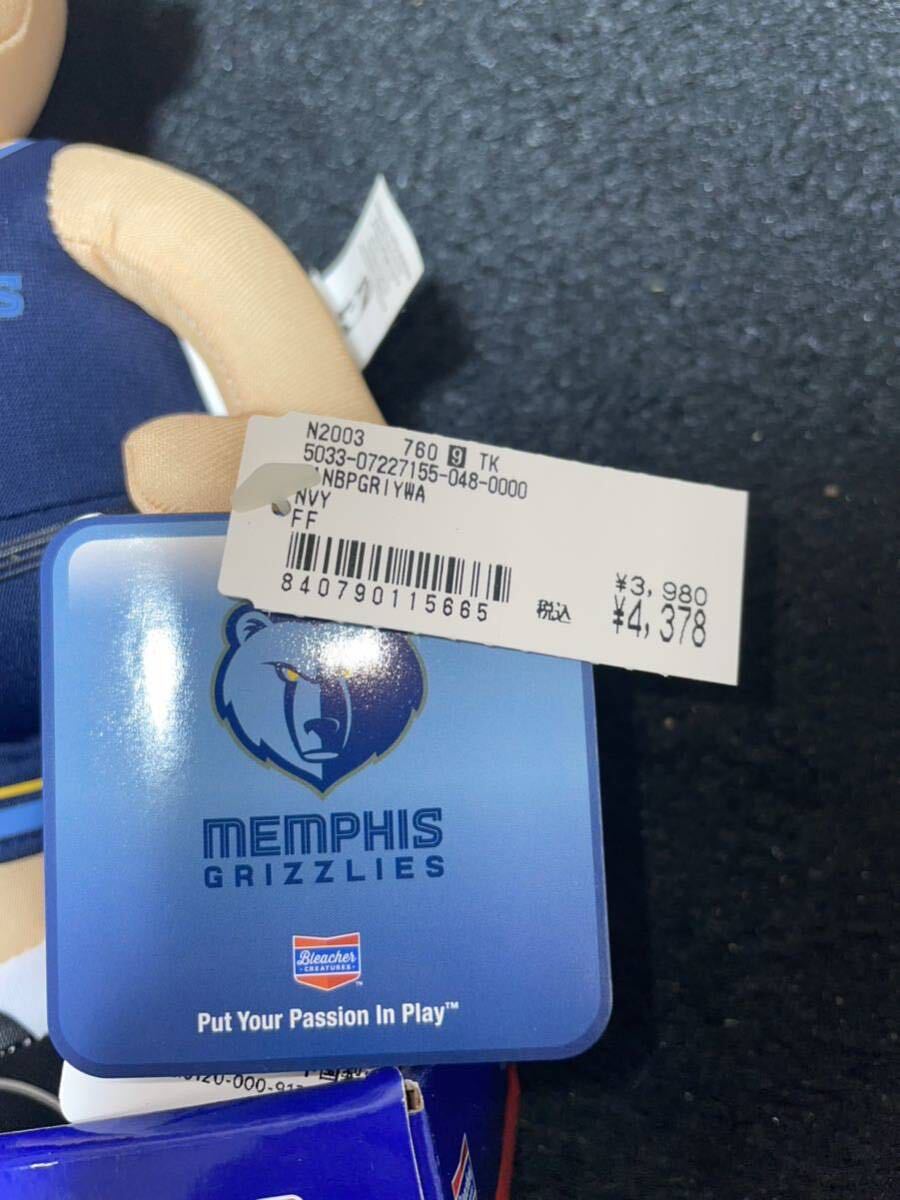 S
N2003 760 9 TK
5033-07227155-048-0000
NBPGRIYWA
NVY
FF
840790115665
税込
¥3,980
¥4,378
MEMPHIS
GRIZZLIES
Bleacher
CREATURES
TM
Put Your Passion In Play™